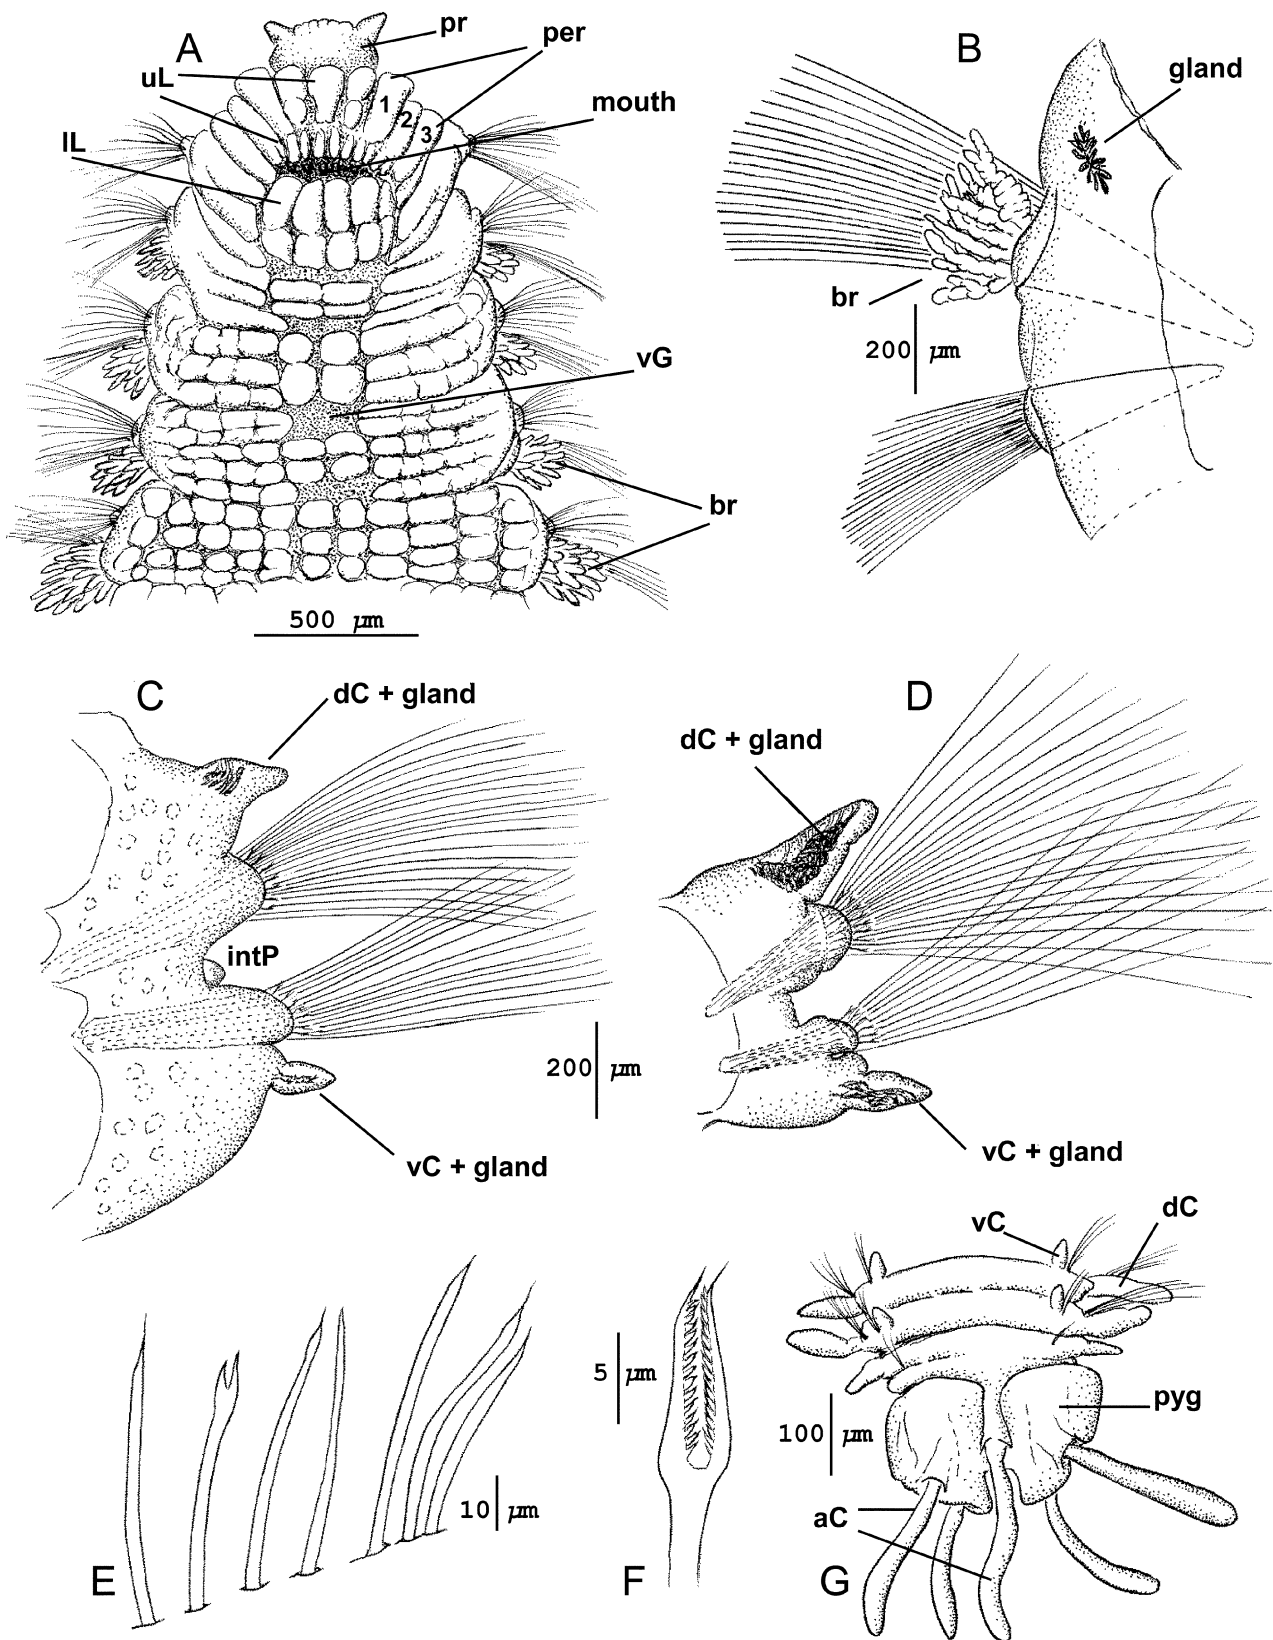 A
pr
per
uL
mouth
lL
1
2
3
vG
br
500 µm
B
gland
br
200 µm
C
dC + gland
intP
vC + gland
200 µm
D
dC + gland
vC + gland
E
10 µm
F
5 µm
G
vC
dC
pyg
100 µm
aC